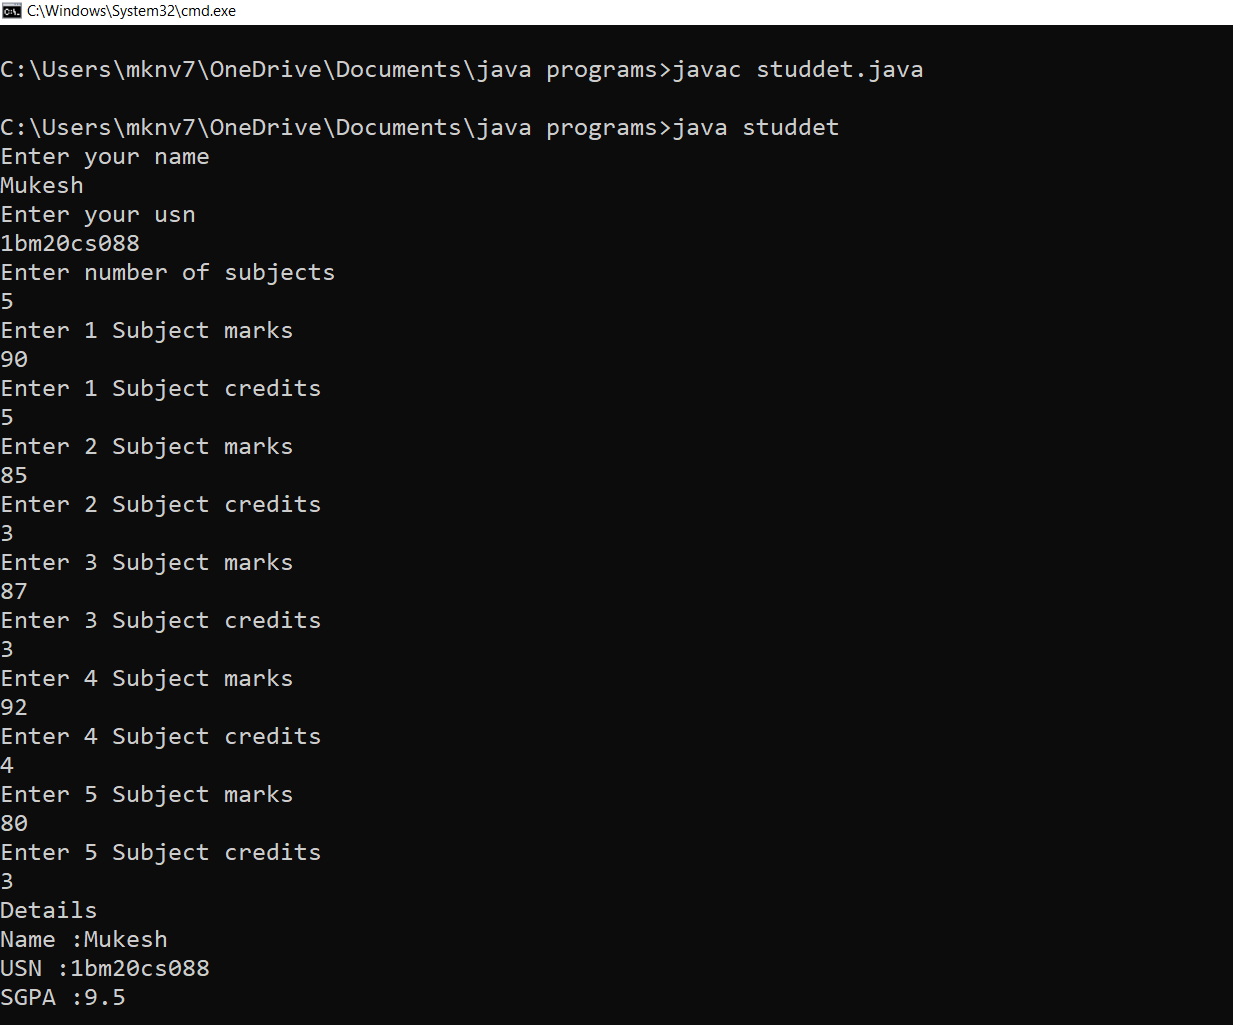 C:\Windows\System32\cmd.exe
C:\Users\mknv7\OneDrive\Documents\java programs>javac studdet.java
C:\Users\mknv7\OneDrive\Documents\java programs>java studdet
Enter your name
Mukesh
Enter your usn
1bm20cs088
Enter number of subjects
5
Enter 1 Subject marks
90
Enter 1 Subject credits
5
Enter 2 Subject marks
85
Enter 2 Subject credits
3
Enter 3 Subject marks
87
Enter 3 Subject credits
3
Enter 4 Subject marks
92
Enter 4 Subject credits
4
Enter 5 Subject marks
80
Enter 5 Subject credits
3
Details
Name :Mukesh
USN :1bm20cs088
SGPA :9.5